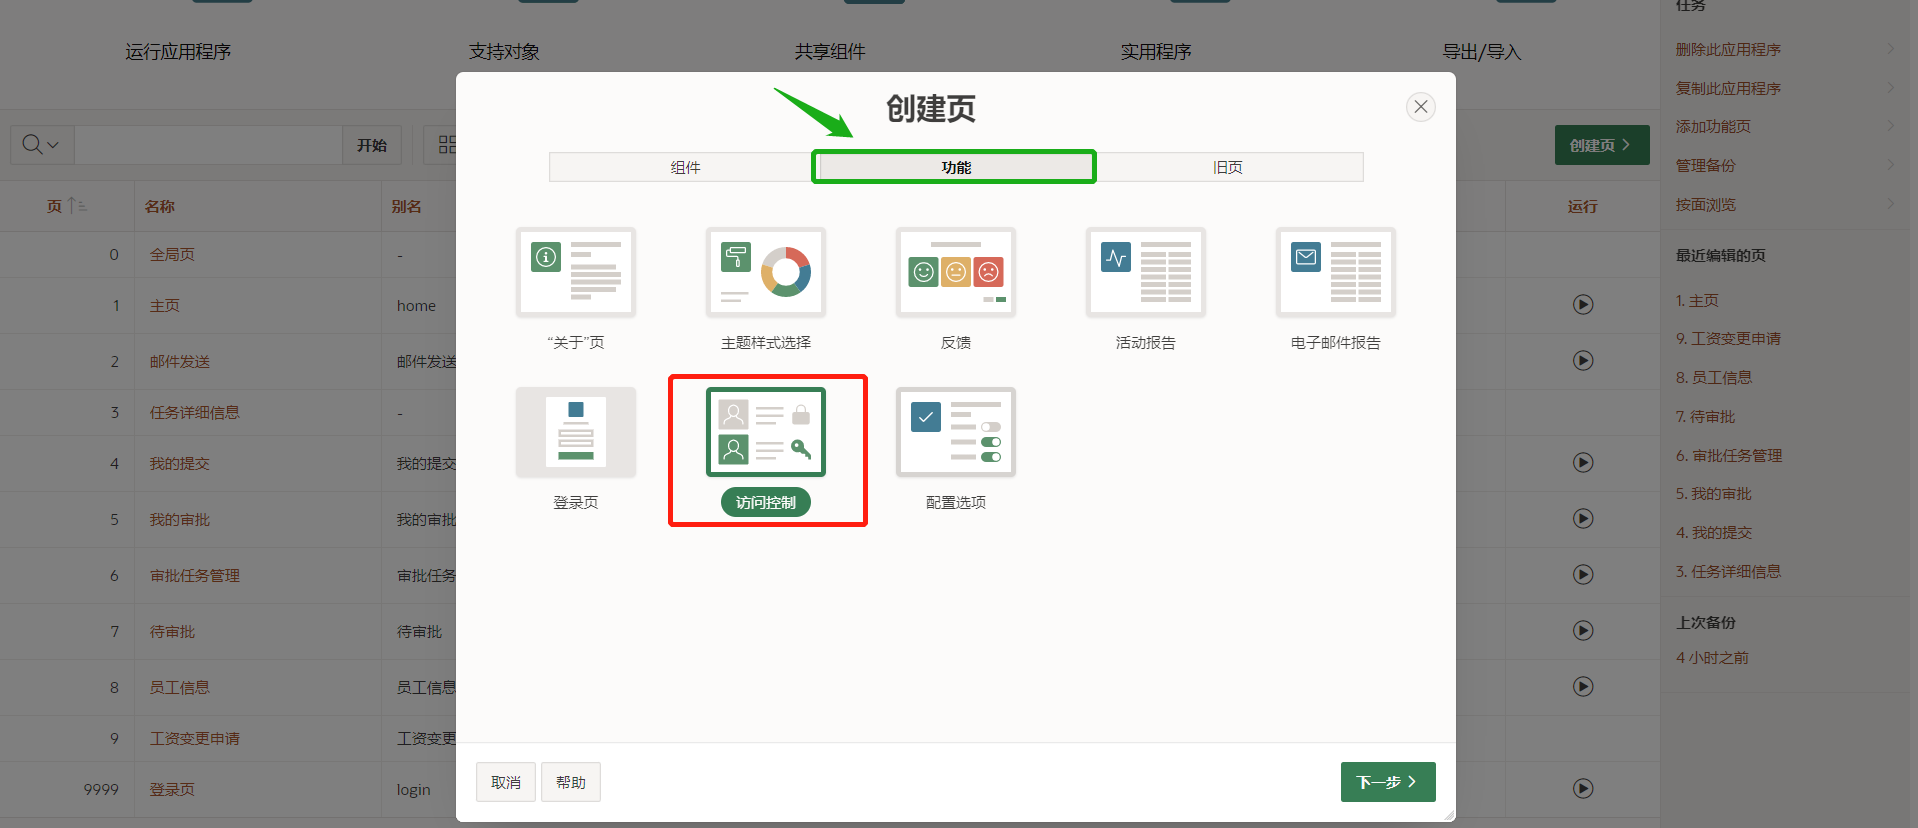 运行应用程序
支持对象
共享组件
实用程序
导出/导入
任务
删除此应用程序
复制此应用程序
添加功能页
管理备份
按面浏览
开始
创建页
页
名称
别名
运行
0 全局页 -
1 主页 home
2 邮件发送 邮件发送
3 任务详细信息 -
4 我的提交 我的提交
5 我的审批 我的审批
6 审批任务管理 审批任务
7 待审批 待审批
8 员工信息 员工信息
9 工资变更申请 工资变更
9999 登录页 login
创建页
组件
功能
旧页
“关于”页
主题样式选择
反馈
活动报告
电子邮件报告
登录页
访问控制
配置选项
取消
帮助
下一步
最近编辑的页
1. 主页
9. 工资变更申请
8. 员工信息
7. 待审批
6. 审批任务管理
5. 我的审批
4. 我的提交
3. 任务详细信息
上次备份
4 小时之前